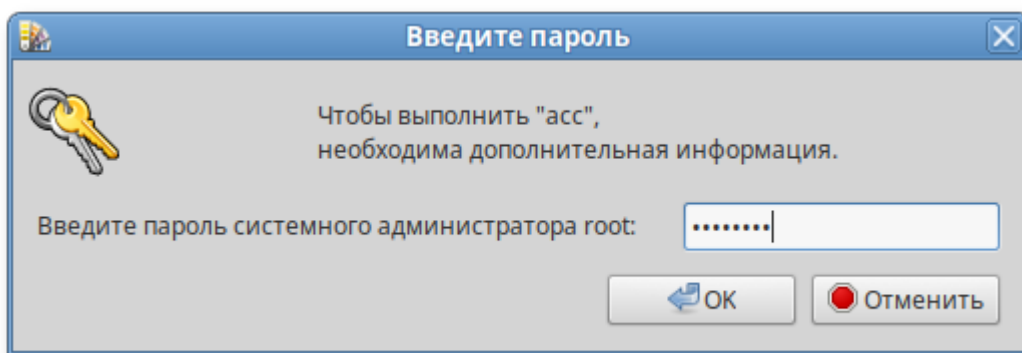 Введите пароль
Чтобы выполнить "acc",
необходима дополнительная информация.
Введите пароль системного администратора root:
OK
Отменить